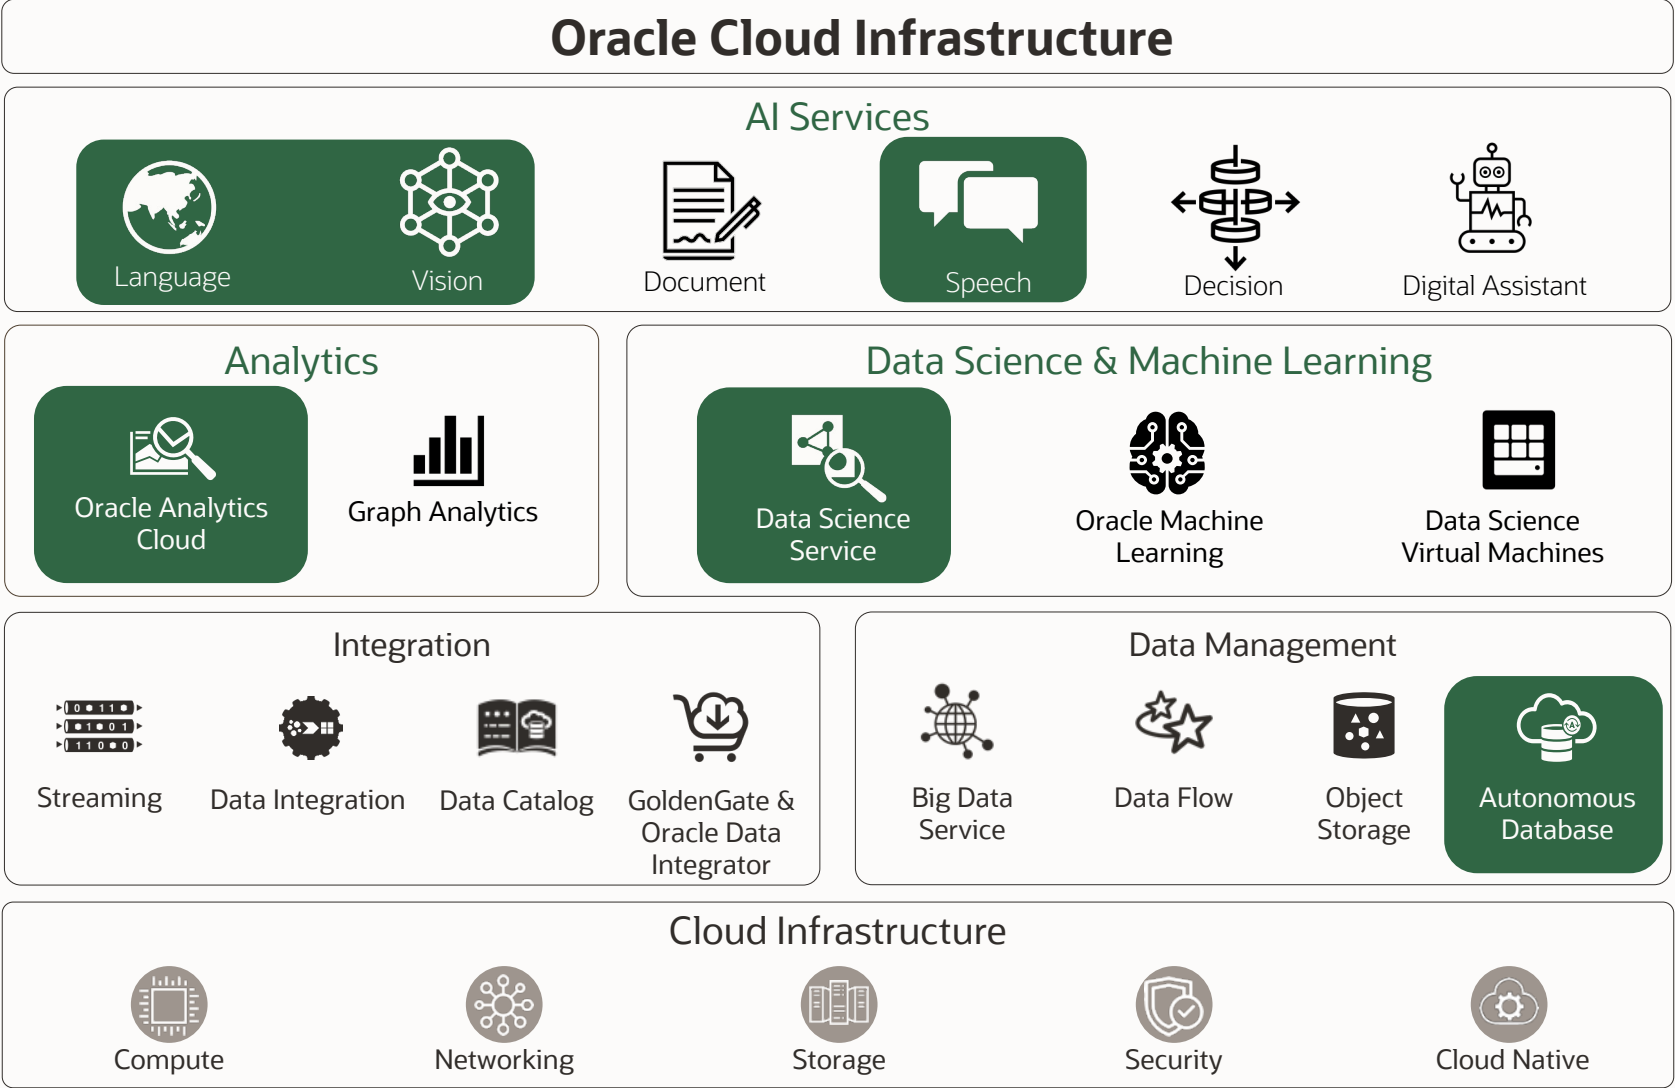 Oracle Cloud Infrastructure
AI Services
Language
Vision
Document
Speech
Decision
Digital Assistant
Analytics
Oracle Analytics
Cloud
Graph Analytics
Data Science & Machine Learning
Data Science
Service
Oracle Machine
Learning
Data Science
Virtual Machines
Integration
Streaming
Data Integration
Data Catalog
GoldenGate &
Oracle Data
Integrator
Data Management
Big Data
Service
Data Flow
Object
Storage
Autonomous
Database
Cloud Infrastructure
Compute
Networking
Storage
Security
Cloud Native